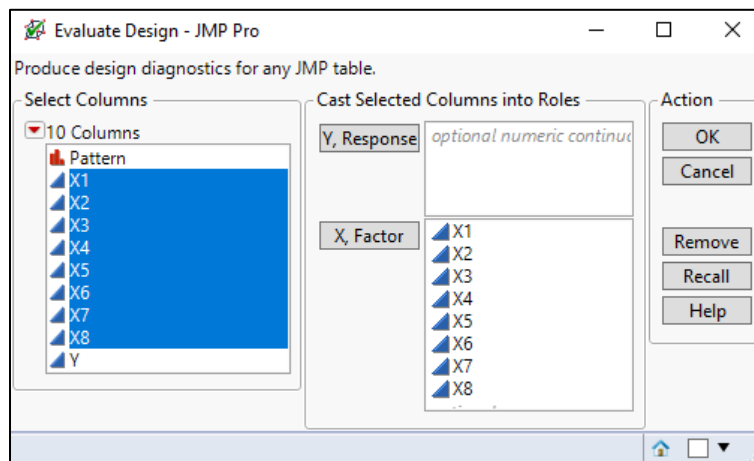 Evaluate Design - JMP Pro
Produce design diagnostics for any JMP table.
Select Columns
10 Columns
Pattern
X1
X2
X3
X4
X5
X6
X7
X8
Y
Cast Selected Columns into Roles
Y, Response
optional numeric continu
X, Factor
X1
X2
X3
X4
X5
X6
X7
X8
Action
OK
Cancel
Remove
Recall
Help